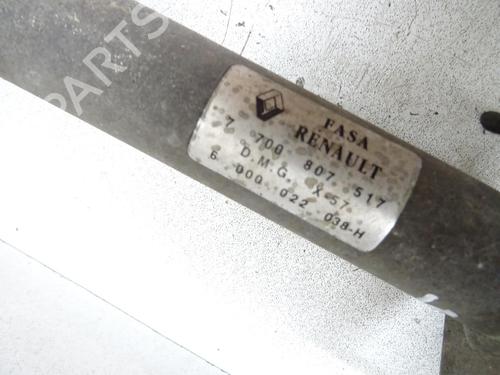 PARTS
FASA
RENAULT
7 700 807 517
D.M.G. X-57
6 000 022 038-H